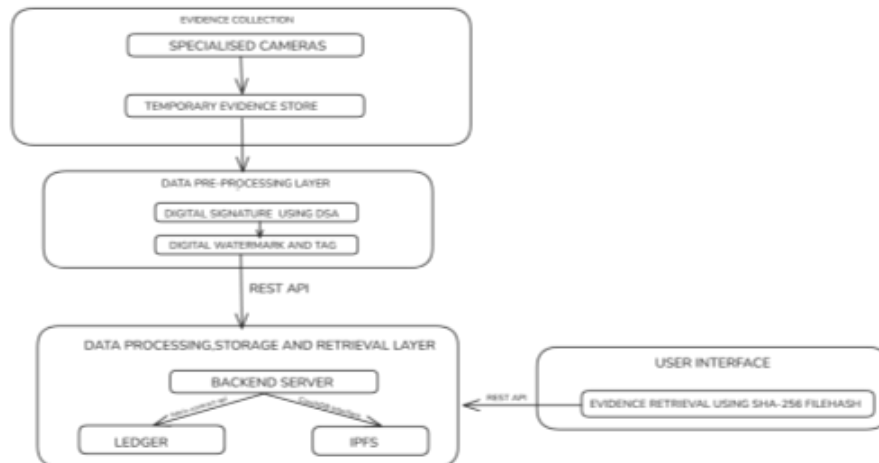 EVIDENCE COLLECTION
SPECIALISED CAMERAS
TEMPORARY EVIDENCE STORE
DATA PRE-PROCESSING LAYER
DIGITAL SIGNATURE USING DSA
DIGITAL WATERMARK AND TAG
REST API
DATA PROCESSING,STORAGE AND RETRIEVAL LAYER
BACKEND SERVER
LEDGER
IPFS
USER INTERFACE
REST API
EVIDENCE RETRIEVAL USING SHA-256 FILEHASH